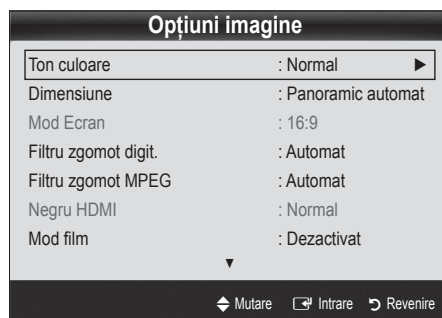 Opțiuni imagine
Ton culoare : Normal ►
Dimensiune : Panoramic automat
Mod Ecran : 16:9
Filtru zgomot digit. : Automat
Filtru zgomot MPEG : Automat
Negru HDMI : Normal
Mod film : Dezactivat
▼
Mutare Intrare Revenire